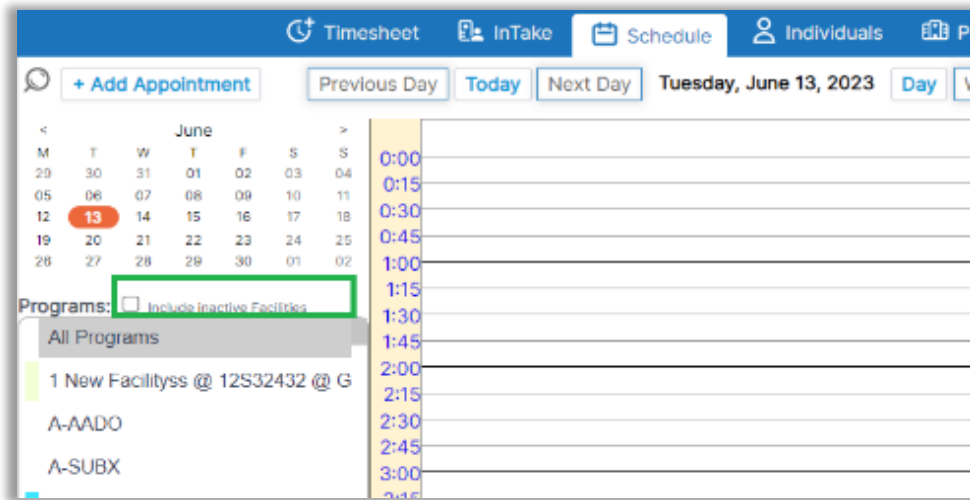 Timesheet InTake Schedule Individuals P
+ Add Appointment Previous Day Today Next Day Tuesday, June 13, 2023 Day
< June >
M T W T F S S
29 30 31 01 02 03 04
05 06 07 08 09 10 11
12 13 14 15 16 17 18
19 20 21 22 23 24 25
26 27 28 29 30 01 02
Programs: Include inactive Facilities
All Programs
1 New Facilityss @ 12S32432 @ G
A-AADO
A-SUBX
0:00
0:15
0:30
0:45
1:00
1:15
1:30
1:45
2:00
2:15
2:30
2:45
3:00
3:15